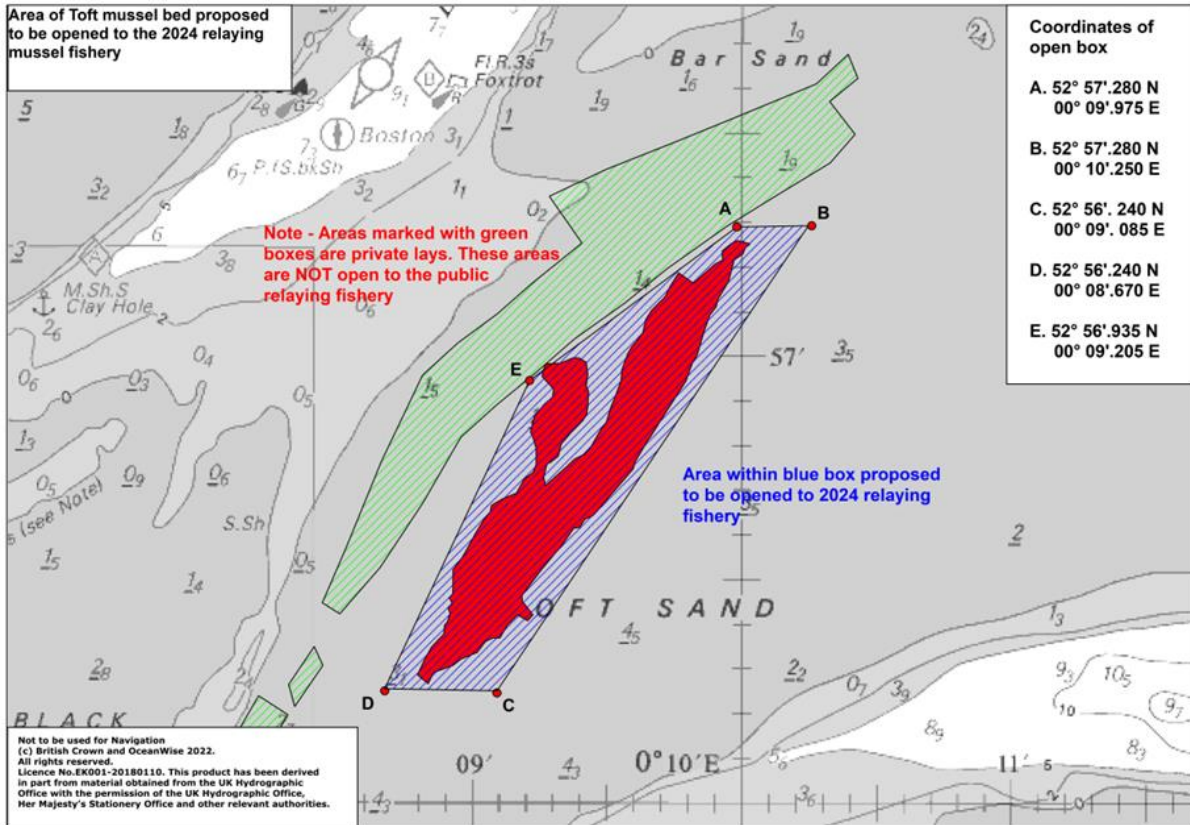 Area of Toft mussel bed proposed
to be opened to the 2024 relaying
mussel fishery
Coordinates of
open box
A. 52° 57'.280 N
00° 09'.975 E
B. 52° 57'.280 N
00° 10'.250 E
C. 52° 56'. 240 N
00° 09'. 085 E
D. 52° 56'.240 N
00° 08'.670 E
E. 52° 56'.935 N
00° 09'.205 E
Bar Sand
Fl.R.3s
Foxtrot
Boston
Note - Areas marked with green
boxes are private lays. These areas
are NOT open to the public
relaying fishery
M.Sh.S
Clay Hole
A
B
E
57'
Area within blue box proposed
to be opened to 2024 relaying
fishery
(see Note)
S.Sh
OFT SAND
D
C
BLACK
09'
0°10'E
11'
Not to be used for Navigation
(c) British Crown and OceanWise 2022.
All rights reserved.
Licence No.EK001-20180110. This product has been derived
in part from material obtained from the UK Hydrographic
Office with the permission of the UK Hydrographic Office,
Her Majesty's Stationery Office and other relevant authorities.